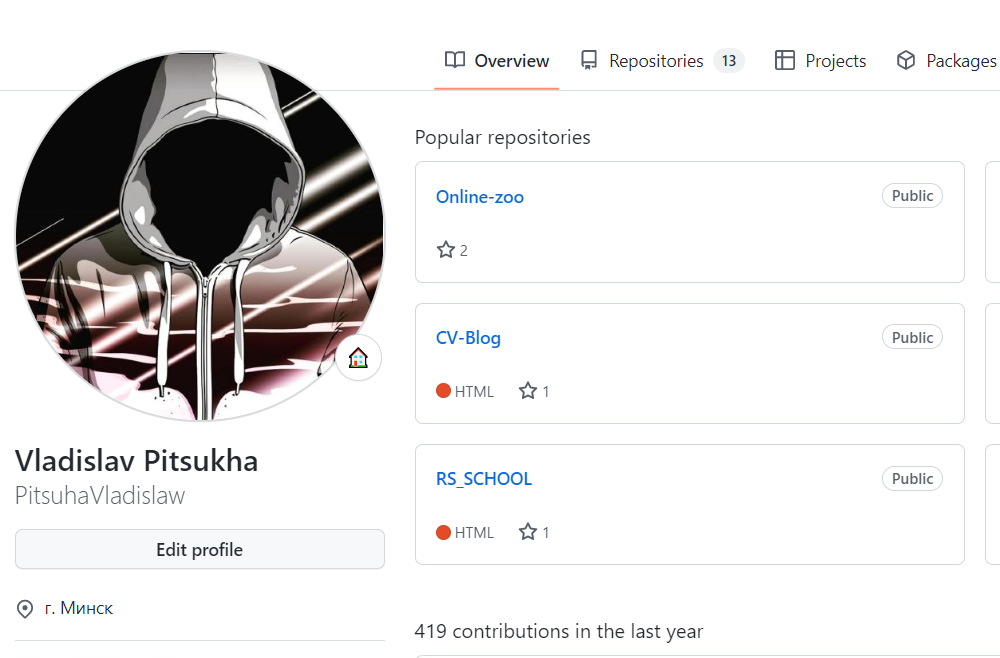 Overview Repositories 13 Projects Packages
Popular repositories
Online-zoo Public
2
CV-Blog Public
HTML 1
RS_SCHOOL Public
HTML 1
419 contributions in the last year
Vladislav Pitsukha
PitsuhaVladislaw
Edit profile
г. Минск